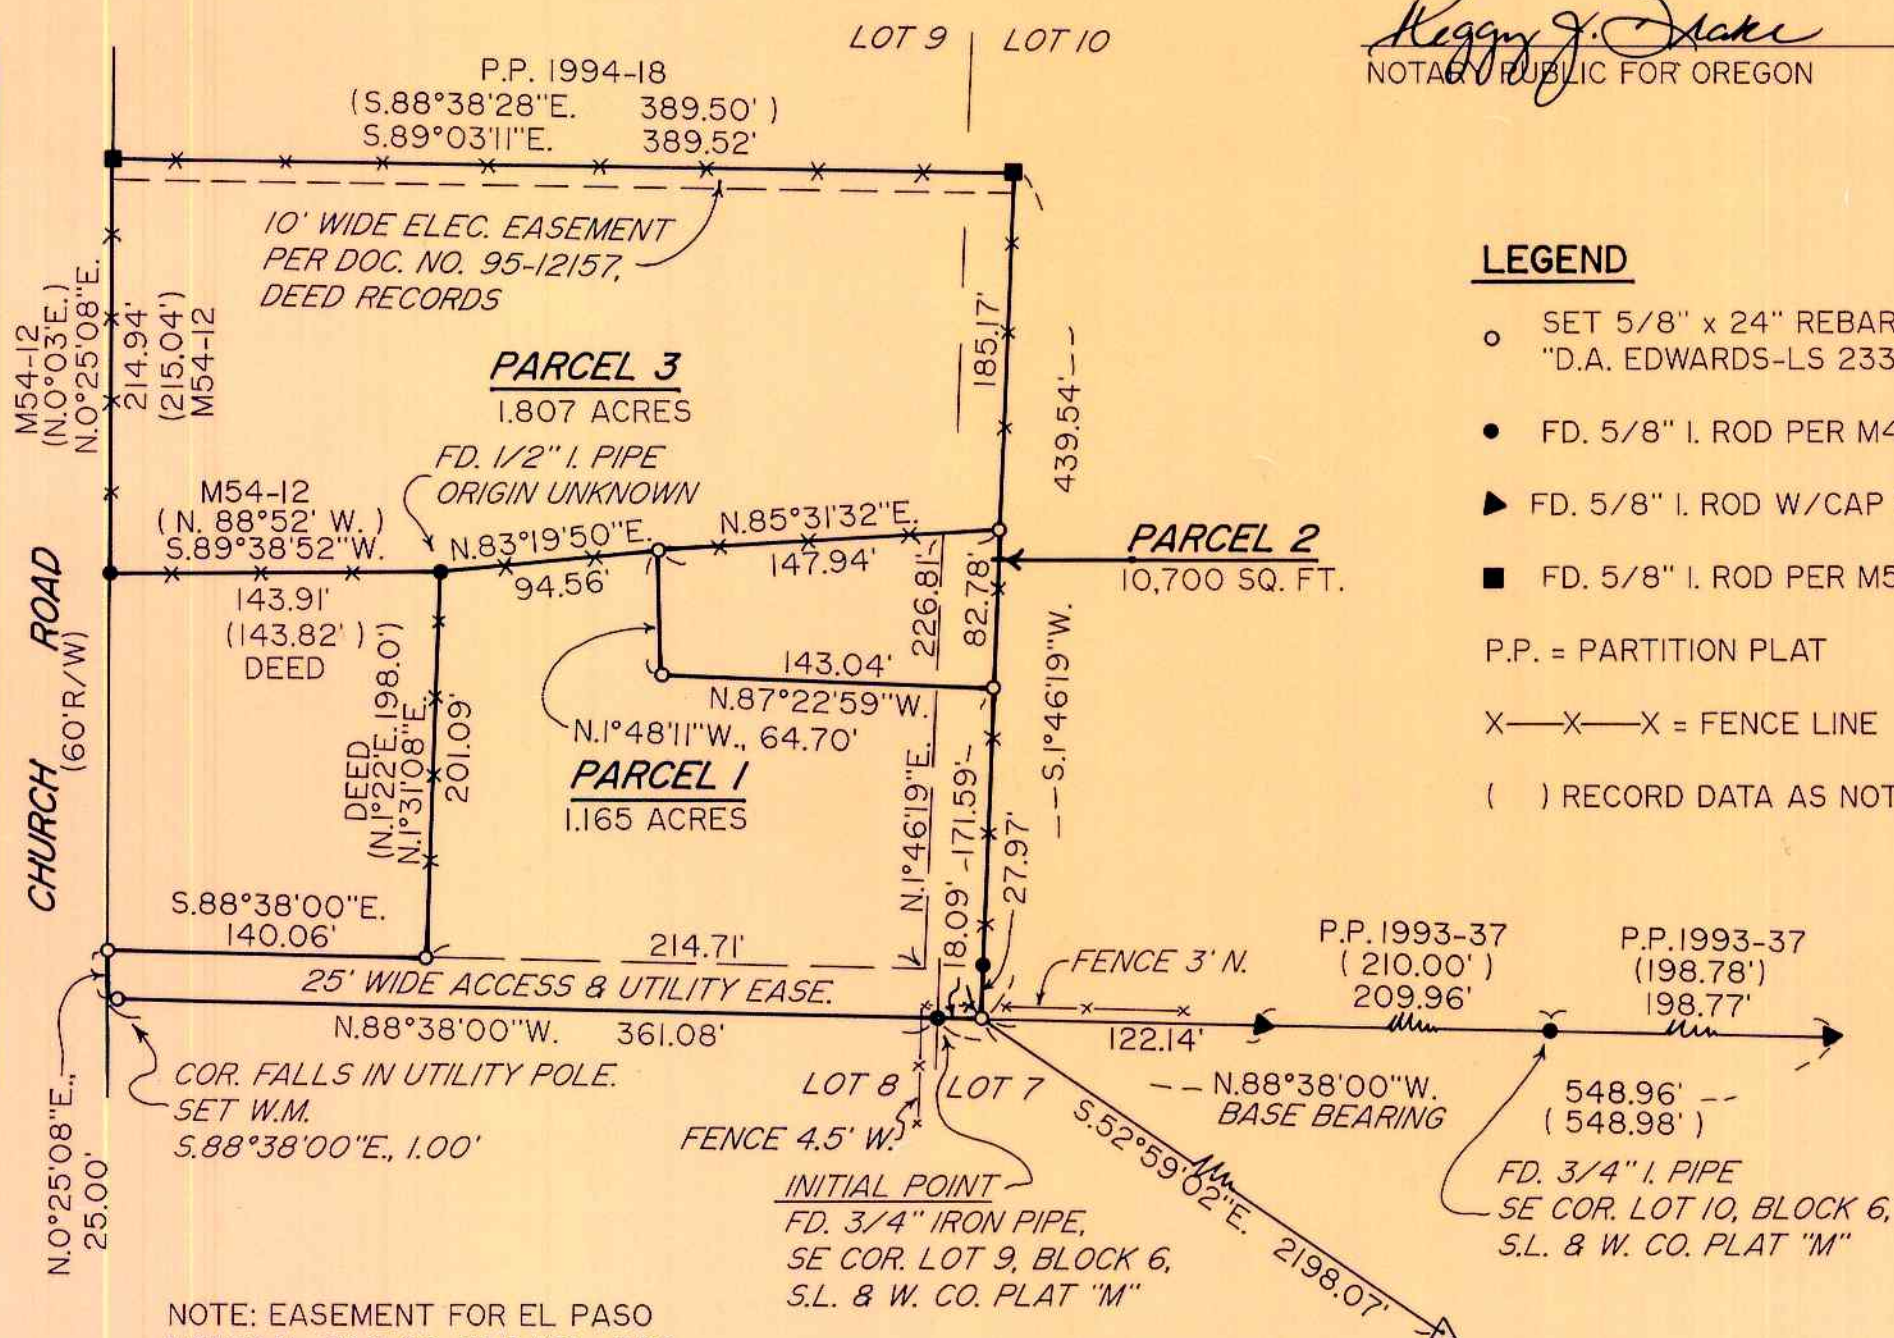 LOT 9
LOT 10
Peggy J. Drake
NOTARY PUBLIC FOR OREGON
P.P. 1994-18
(S.88°38'28"E. 389.50' )
S.89°03'11"E. 389.52'
10' WIDE ELEC. EASEMENT
PER DOC. NO. 95-12157,
DEED RECORDS
M54-12
(N.0°03'E.)
N.0°25'08"E.
214.94'
(215.04')
M54-12
PARCEL 3
1.807 ACRES
185.17'
439.54'--
FD. 1/2" I. PIPE
ORIGIN UNKNOWN
M54-12
( N. 88°52' W. )
S.89°38'52"W.
143.91'
(143.82' )
DEED
N.83°19'50"E.
94.56'
N.85°31'32"E.
147.94'
226.81'-
82.78'
PARCEL 2
10,700 SQ. FT.
143.04'
N.87°22'59"W.
N.1°48'11"W., 64.70'
PARCEL 1
1.165 ACRES
DEED
(N.1°22'E. 198.0')
N.1°31'08"E.
201.09'
N.1°46'19"E.
-171.59'-
18.09'
27.97'
--S.1°46'19"W.
CHURCH ROAD
(60'R/W)
S.88°38'00"E.
140.06'
214.71'
25' WIDE ACCESS & UTILITY EASE.
N.88°38'00"W. 361.08'
N.0°25'08"E.,
25.00'
COR. FALLS IN UTILITY POLE.
SET W.M.
S.88°38'00"E., 1.00'
FENCE 3' N.
122.14'
P.P. 1993-37
( 210.00' )
209.96'
P.P.1993-37
(198.78')
198.77'
LOT 8
LOT 7
FENCE 4.5' W.
-- N.88°38'00"W.
BASE BEARING
548.96' --
( 548.98' )
S.52°59'02"E. 2198.07'
INITIAL POINT
FD. 3/4" IRON PIPE,
SE COR. LOT 9, BLOCK 6,
S.L. & W. CO. PLAT "M"
FD. 3/4" I. PIPE
SE COR. LOT 10, BLOCK 6,
S.L. & W. CO. PLAT "M"
LEGEND
SET 5/8" x 24" REBAR
"D.A. EDWARDS-LS 233
FD. 5/8" I. ROD PER M4
FD. 5/8" I. ROD W/CAP
FD. 5/8" I. ROD PER M5
P.P. = PARTITION PLAT
X—X—X = FENCE LINE
( ) RECORD DATA AS NOT
NOTE: EASEMENT FOR EL PASO